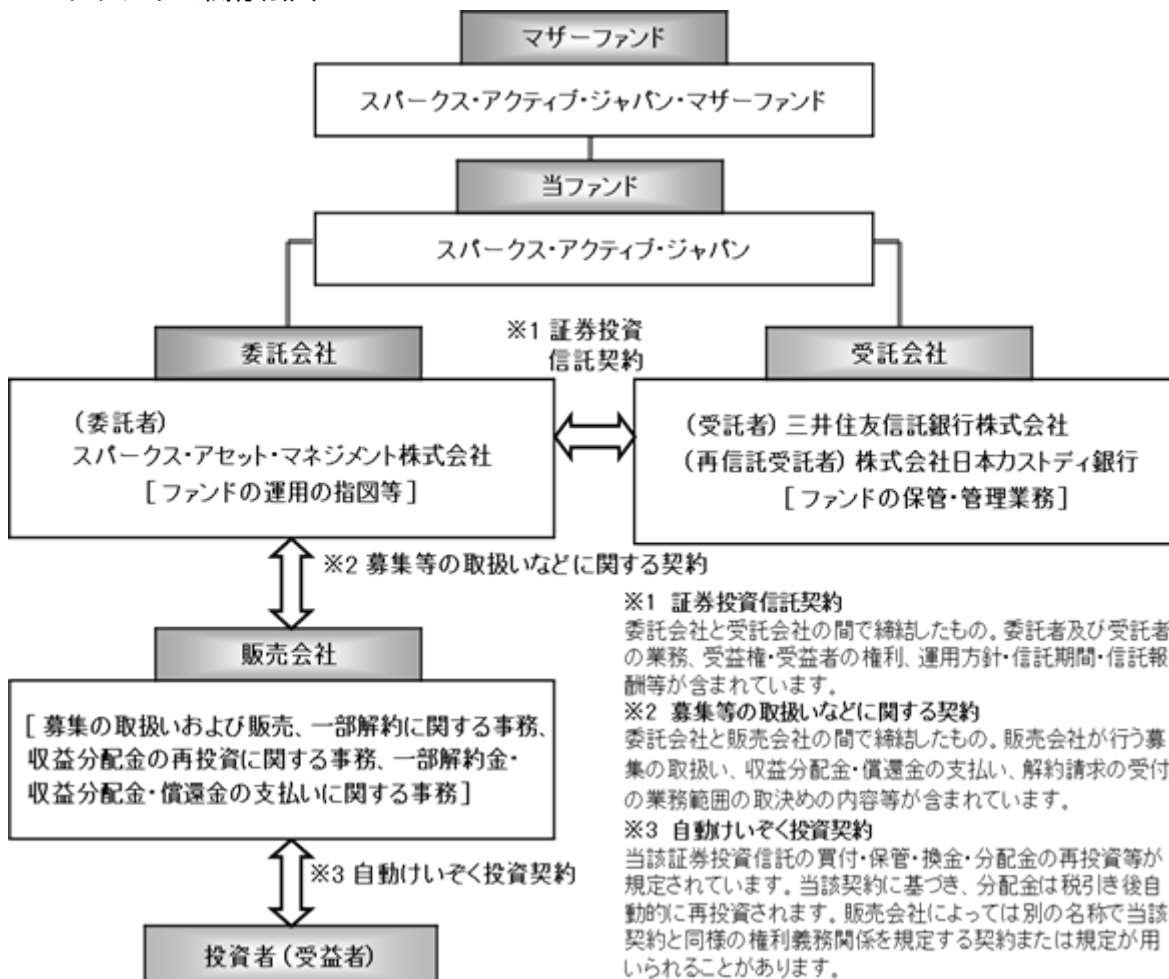 マザーファンド
スパークス・アクティブ・ジャパン・マザーファンド
当ファンド
スパークス・アクティブ・ジャパン
※1 証券投資
信託契約
委託会社
(委託者)
スパークス・アセット・マネジメント株式会社
[ファンドの運用の指図等]
受託会社
(受託者) 三井住友信託銀行株式会社
(再信託受託者) 株式会社日本カストディ銀行
[ファンドの保管・管理業務]
※2 募集等の取扱いなどに関する契約
販売会社
[ 募集の取扱いおよび販売、一部解約に関する事務、
収益分配金の再投資に関する事務、一部解約金・
収益分配金・償還金の支払いに関する事務]
※3 自動けいぞく投資契約
投資者(受益者)
※1 証券投資信託契約
委託会社と受託会社の間で締結したもの。委託者及び受託者
の業務、受益権・受益者の権利、運用方針・信託期間・信託報
酬等が含まれています。
※2 募集等の取扱いなどに関する契約
委託会社と販売会社の間で締結したもの。販売会社が行う募
集の取扱い、収益分配金・償還金の支払い、解約請求の受付
の業務範囲の取決めの内容等が含まれています。
※3 自動けいぞく投資契約
当該証券投資信託の買付・保管・換金・分配金の再投資等が
規定されています。当該契約に基づき、分配金は税引き後自
動的に再投資されます。販売会社によっては別の名称で当該
契約と同様の権利義務関係を規定する契約または規定が用
いられることがあります。